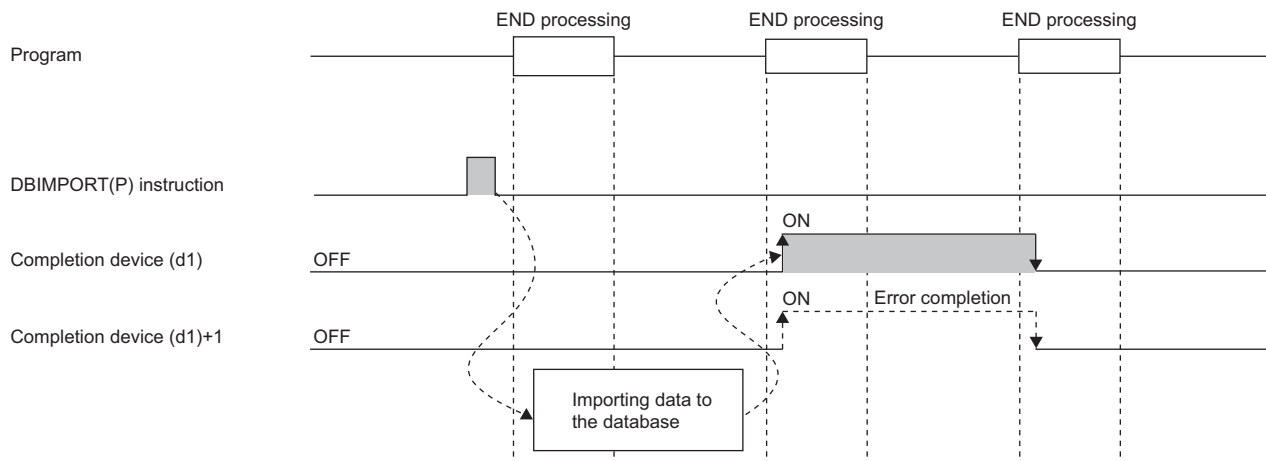 END processing END processing END processing
Program
DBIMPORT(P) instruction
ON
Completion device (d1) OFF
ON Error completion
Completion device (d1)+1 OFF
Importing data to
the database